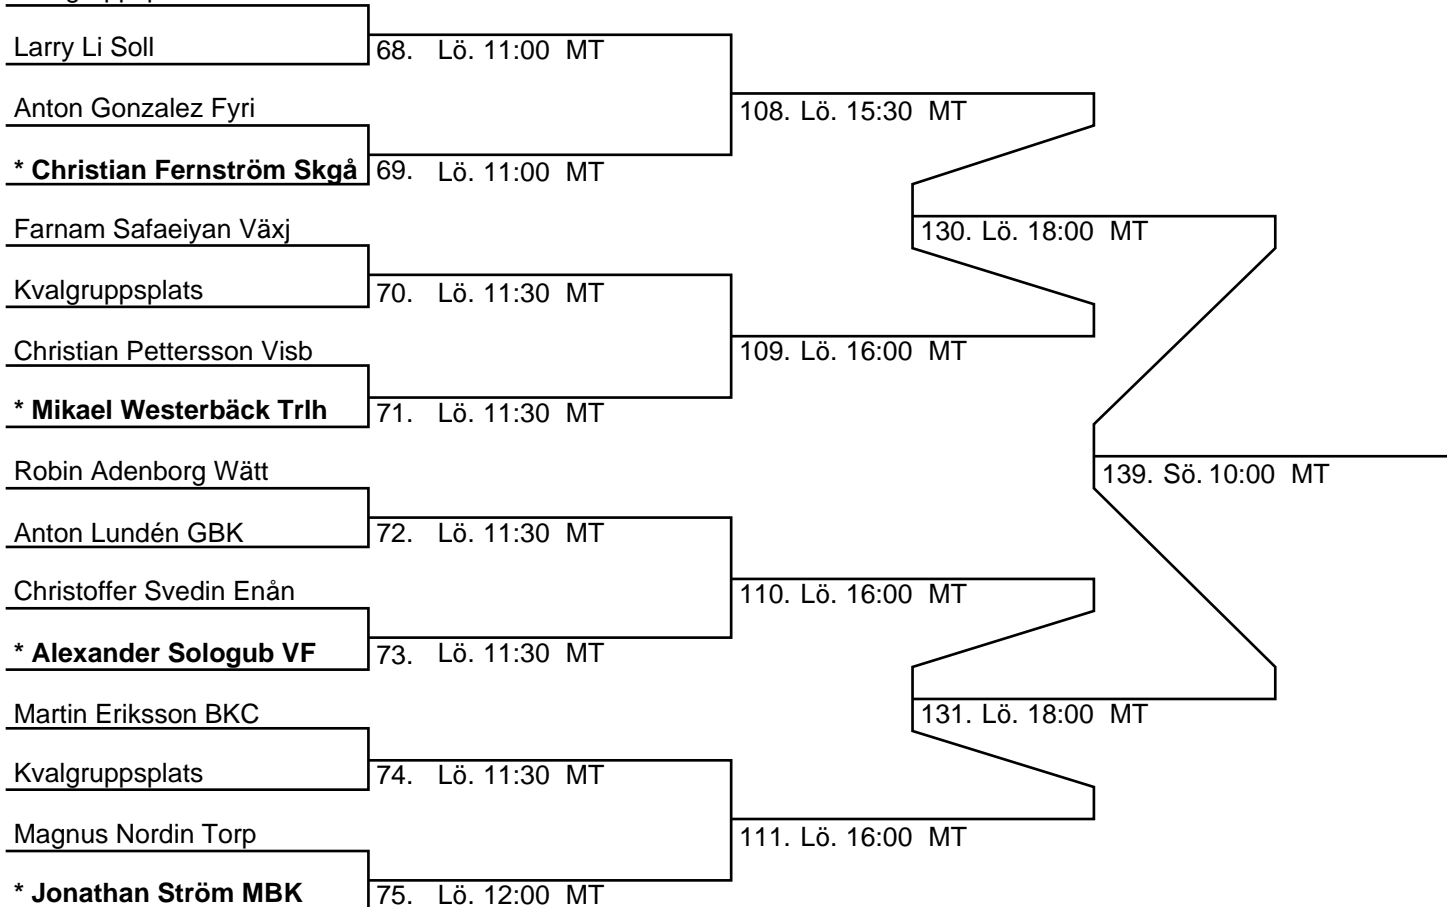 Larry Li Soll
68. Lö. 11:00 MT
Anton Gonzalez Fyri
108. Lö. 15:30 MT
* Christian Fernström Skgå
69. Lö. 11:00 MT
Farnam Safaeiyan Växj
130. Lö. 18:00 MT
Kvalgruppsplats
70. Lö. 11:30 MT
Christian Pettersson Visb
109. Lö. 16:00 MT
* Mikael Westerbäck Trlh
71. Lö. 11:30 MT
Robin Adenborg Wätt
139. Sö. 10:00 MT
Anton Lundén GBK
72. Lö. 11:30 MT
Christoffer Svedin Enån
110. Lö. 16:00 MT
* Alexander Sologub VF
73. Lö. 11:30 MT
Martin Eriksson BKC
131. Lö. 18:00 MT
Kvalgruppsplats
74. Lö. 11:30 MT
Magnus Nordin Torp
111. Lö. 16:00 MT
* Jonathan Ström MBK
75. Lö. 12:00 MT